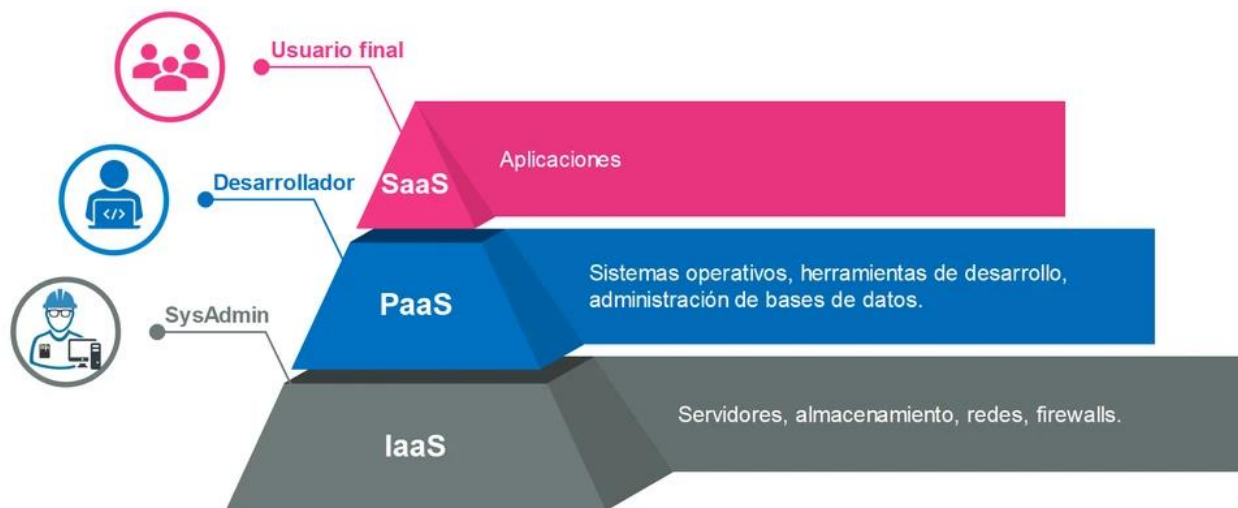 Usuario final
SaaS
Aplicaciones
Desarrollador
PaaS
Sistemas operativos, herramientas de desarrollo,
administración de bases de datos.
SysAdmin
IaaS
Servidores, almacenamiento, redes, firewalls.